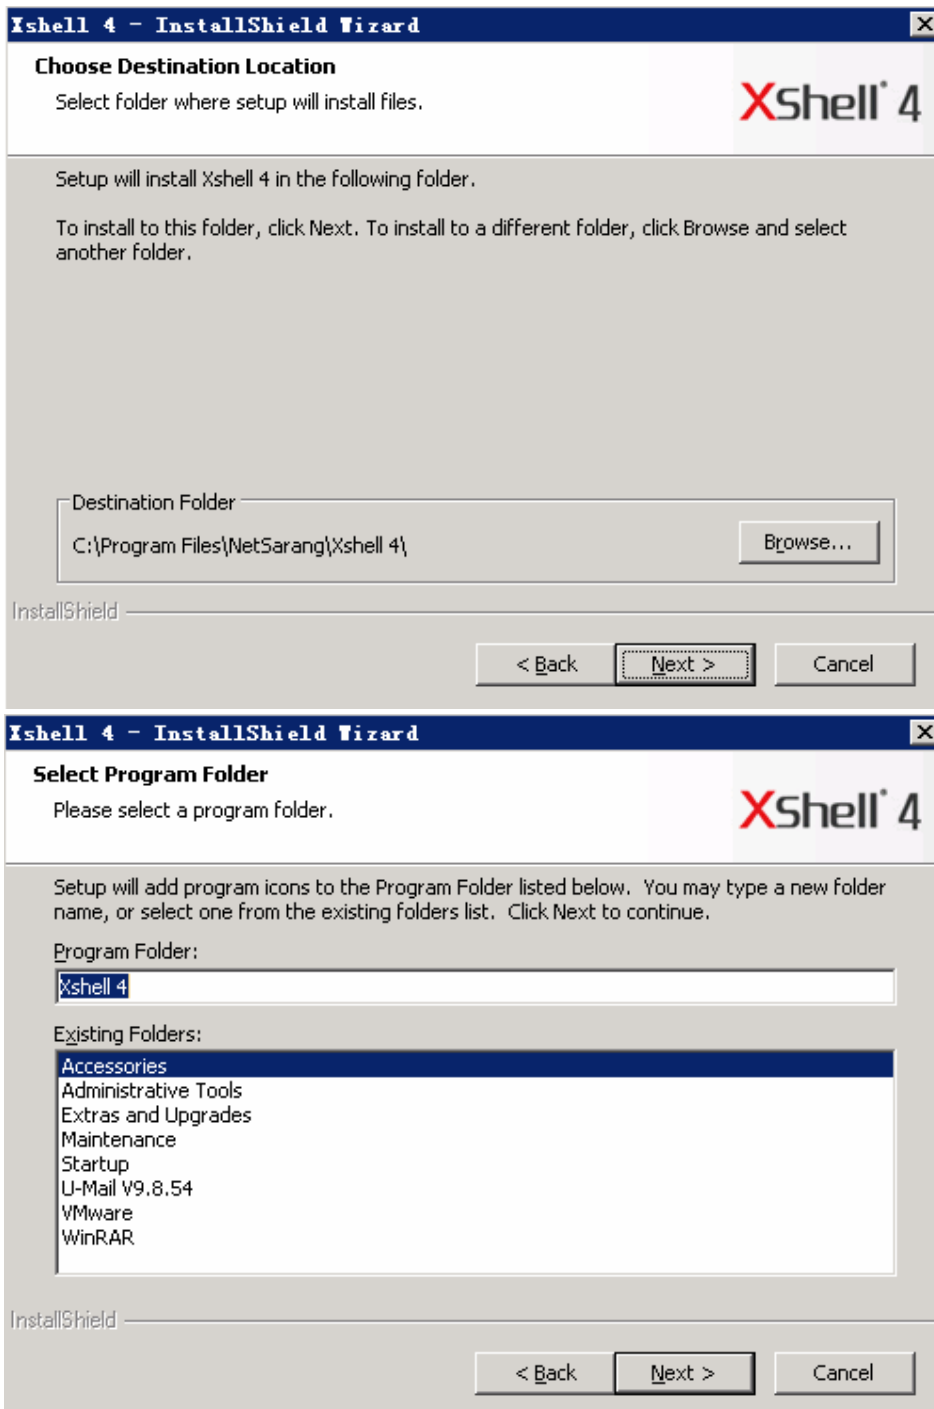 Xshell 4 - InstallShield Wizard
Choose Destination Location
Select folder where setup will install files.
XShell 4
Setup will install Xshell 4 in the following folder.
To install to this folder, click Next. To install to a different folder, click Browse and select
another folder.
Destination Folder
C:\Program Files\NetSarang\Xshell 4\
Browse...
InstallShield
< Back
Next >
Cancel
Xshell 4 - InstallShield Wizard
Select Program Folder
Please select a program folder.
XShell 4
Setup will add program icons to the Program Folder listed below.  You may type a new folder
name, or select one from the existing folders list.  Click Next to continue.
Program Folder:
Xshell 4
Existing Folders:
Accessories
Administrative Tools
Extras and Upgrades
Maintenance
Startup
U-Mail V9.8.54
VMware
WinRAR
InstallShield
< Back
Next >
Cancel